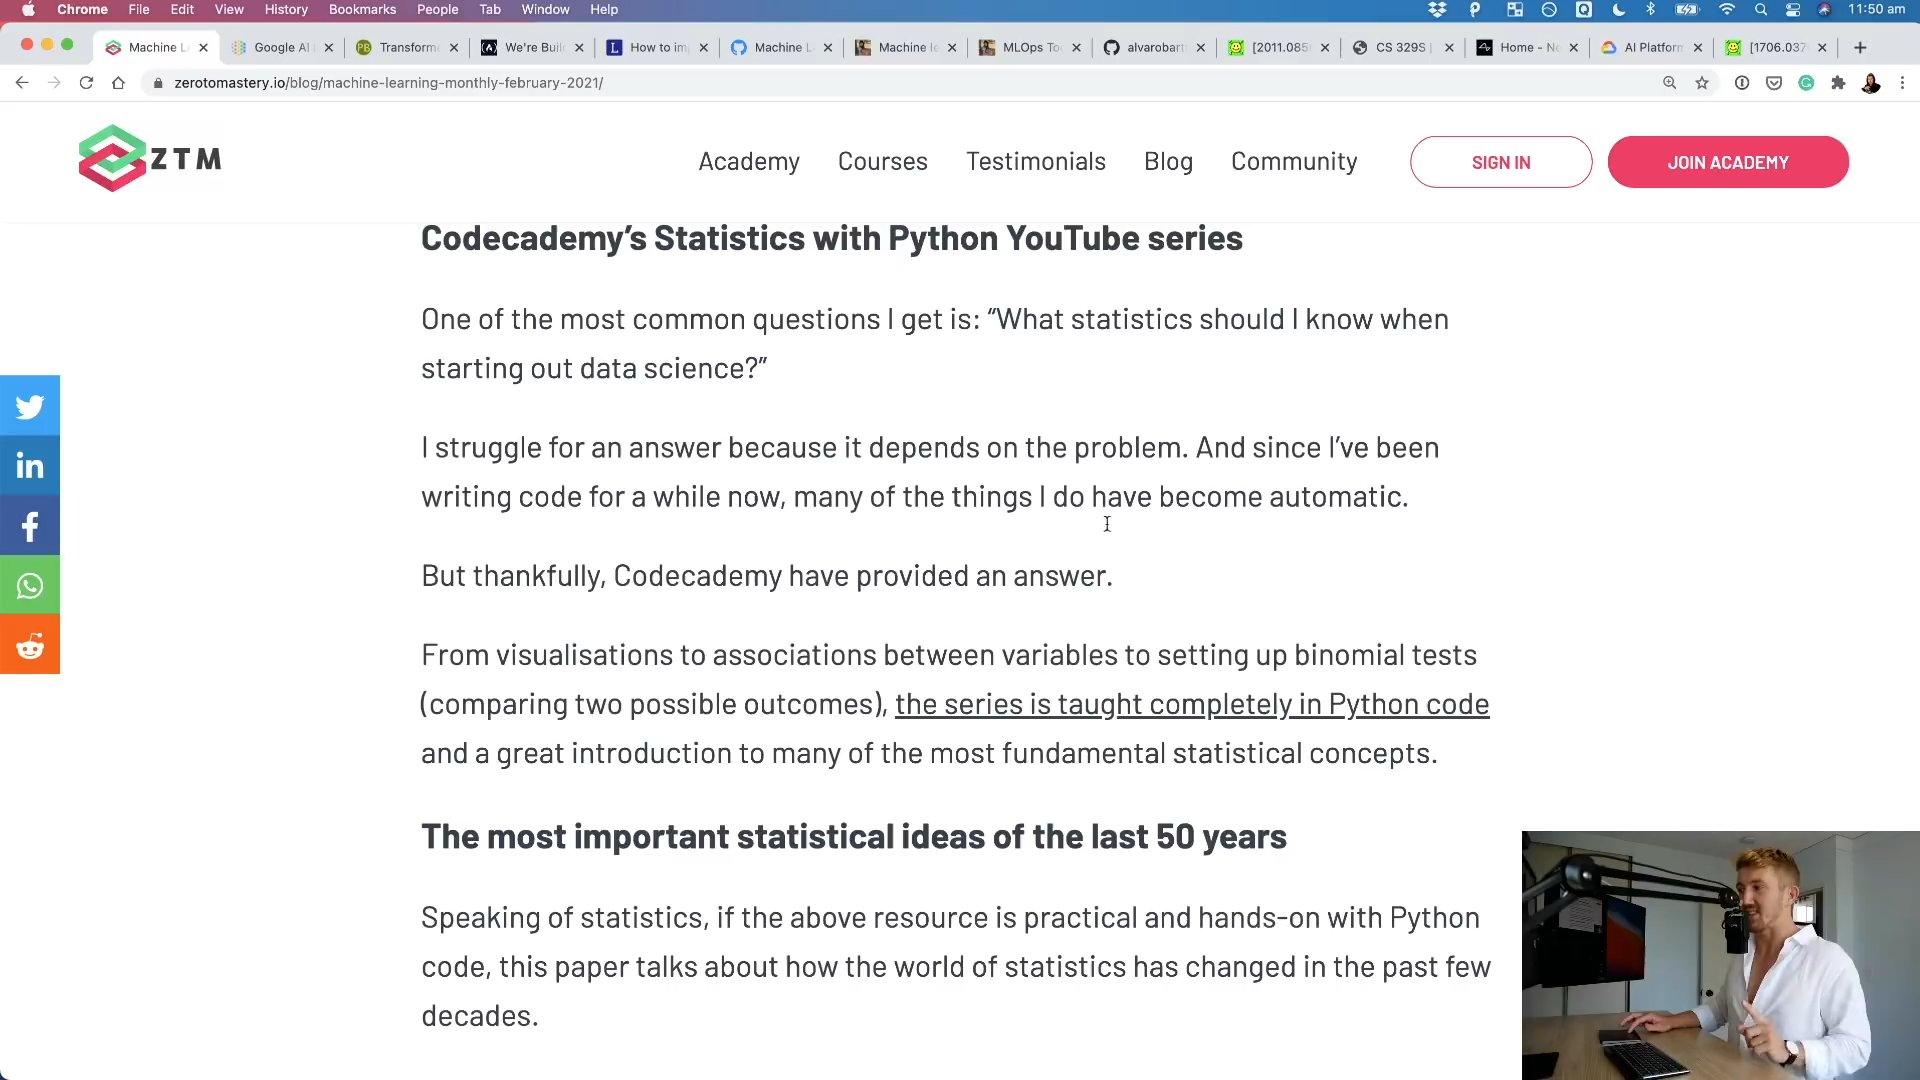 Chrome File Edit View History Bookmarks People Tab Window Help 11:50 am
Machine L Google AI Transforme We're Buil How to im Machine L Machine le MLOps To alvarobart [2011.085 CS 329S | Home - Ne AI Platform [1706.037
zerotomastery.io/blog/machine-learning-monthly-february-2021/
ZTM Academy Courses Testimonials Blog Community SIGN IN JOIN ACADEMY
Codecademy’s Statistics with Python YouTube series
One of the most common questions I get is: “What statistics should I know when
starting out data science?”
I struggle for an answer because it depends on the problem. And since I’ve been
writing code for a while now, many of the things I do have become automatic.
But thankfully, Codecademy have provided an answer.
From visualisations to associations between variables to setting up binomial tests
(comparing two possible outcomes), the series is taught completely in Python code
and a great introduction to many of the most fundamental statistical concepts.
The most important statistical ideas of the last 50 years
Speaking of statistics, if the above resource is practical and hands-on with Python
code, this paper talks about how the world of statistics has changed in the past few
decades.